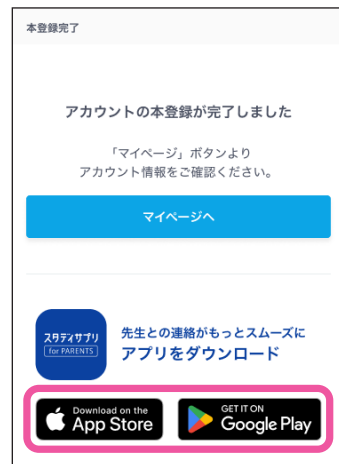 本登録完了
アカウントの本登録が完了しました
「マイページ」ボタンより
アカウント情報をご確認ください。
マイページへ
スタディサプリ
for PARENTS
先生との連絡がもっとスムーズに
アプリをダウンロード
Download on the
App Store
GET IT ON
Google Play